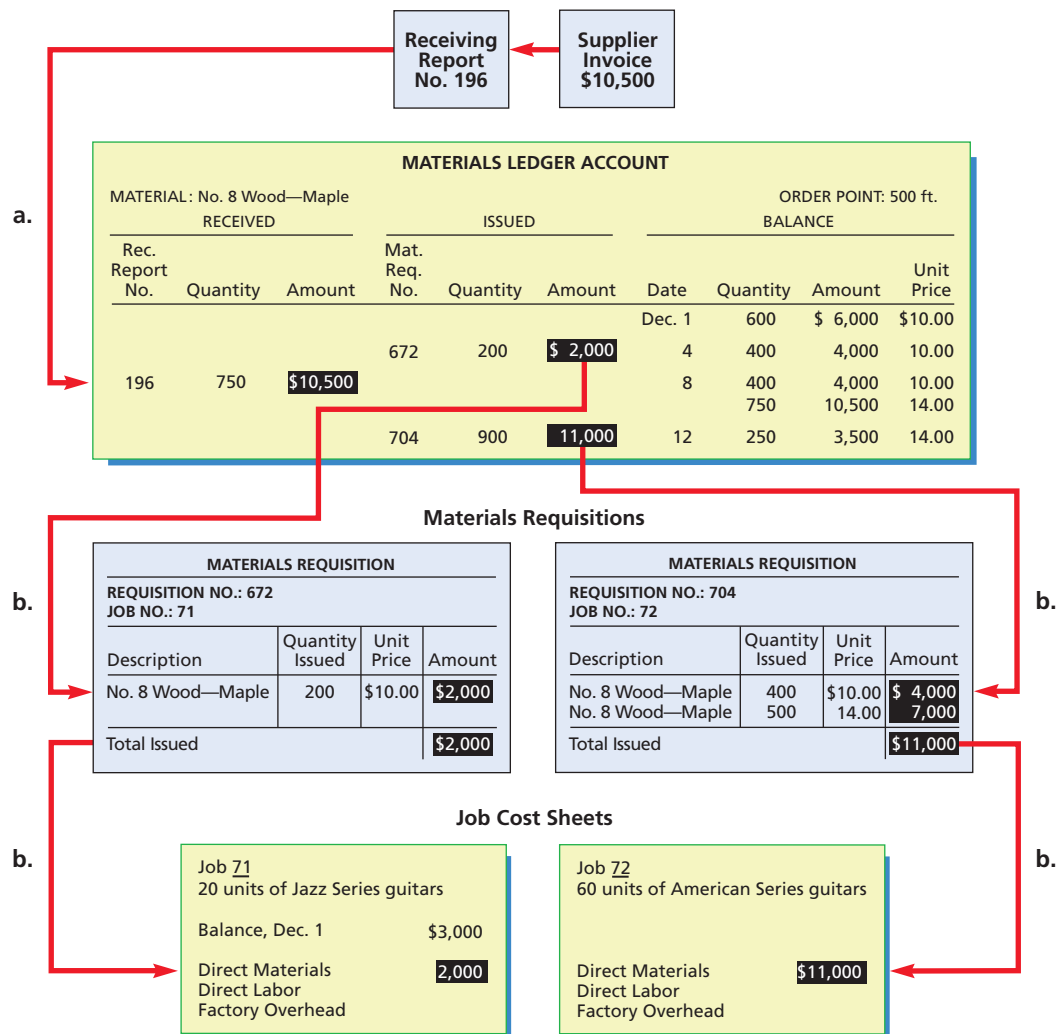 Receiving
Report
No. 196
Supplier
Invoice
$10,500
a.
MATERIALS LEDGER ACCOUNT
MATERIAL: No. 8 Wood—Maple ORDER POINT: 500 ft.
RECEIVED ISSUED BALANCE
Rec. Mat.
Report Req. Unit
No. Quantity Amount No. Quantity Amount Date Quantity Amount Price
Dec. 1 600 $ 6,000 $10.00
672 200 $ 2,000 4 400 4,000 10.00
196 750 $10,500 8 400 4,000 10.00
750 10,500 14.00
704 900 11,000 12 250 3,500 14.00
Materials Requisitions
b.
MATERIALS REQUISITION
REQUISITION NO.: 672
JOB NO.: 71
Quantity Unit
Description Issued Price Amount
No. 8 Wood—Maple 200 $10.00 $2,000
Total Issued $2,000
b.
MATERIALS REQUISITION
REQUISITION NO.: 704
JOB NO.: 72
Quantity Unit
Description Issued Price Amount
No. 8 Wood—Maple 400 $10.00 $ 4,000
No. 8 Wood—Maple 500 14.00 7,000
Total Issued $11,000
Job Cost Sheets
b.
Job 71
20 units of Jazz Series guitars
Balance, Dec. 1 $3,000
Direct Materials 2,000
Direct Labor
Factory Overhead
b.
Job 72
60 units of American Series guitars
Direct Materials $11,000
Direct Labor
Factory Overhead